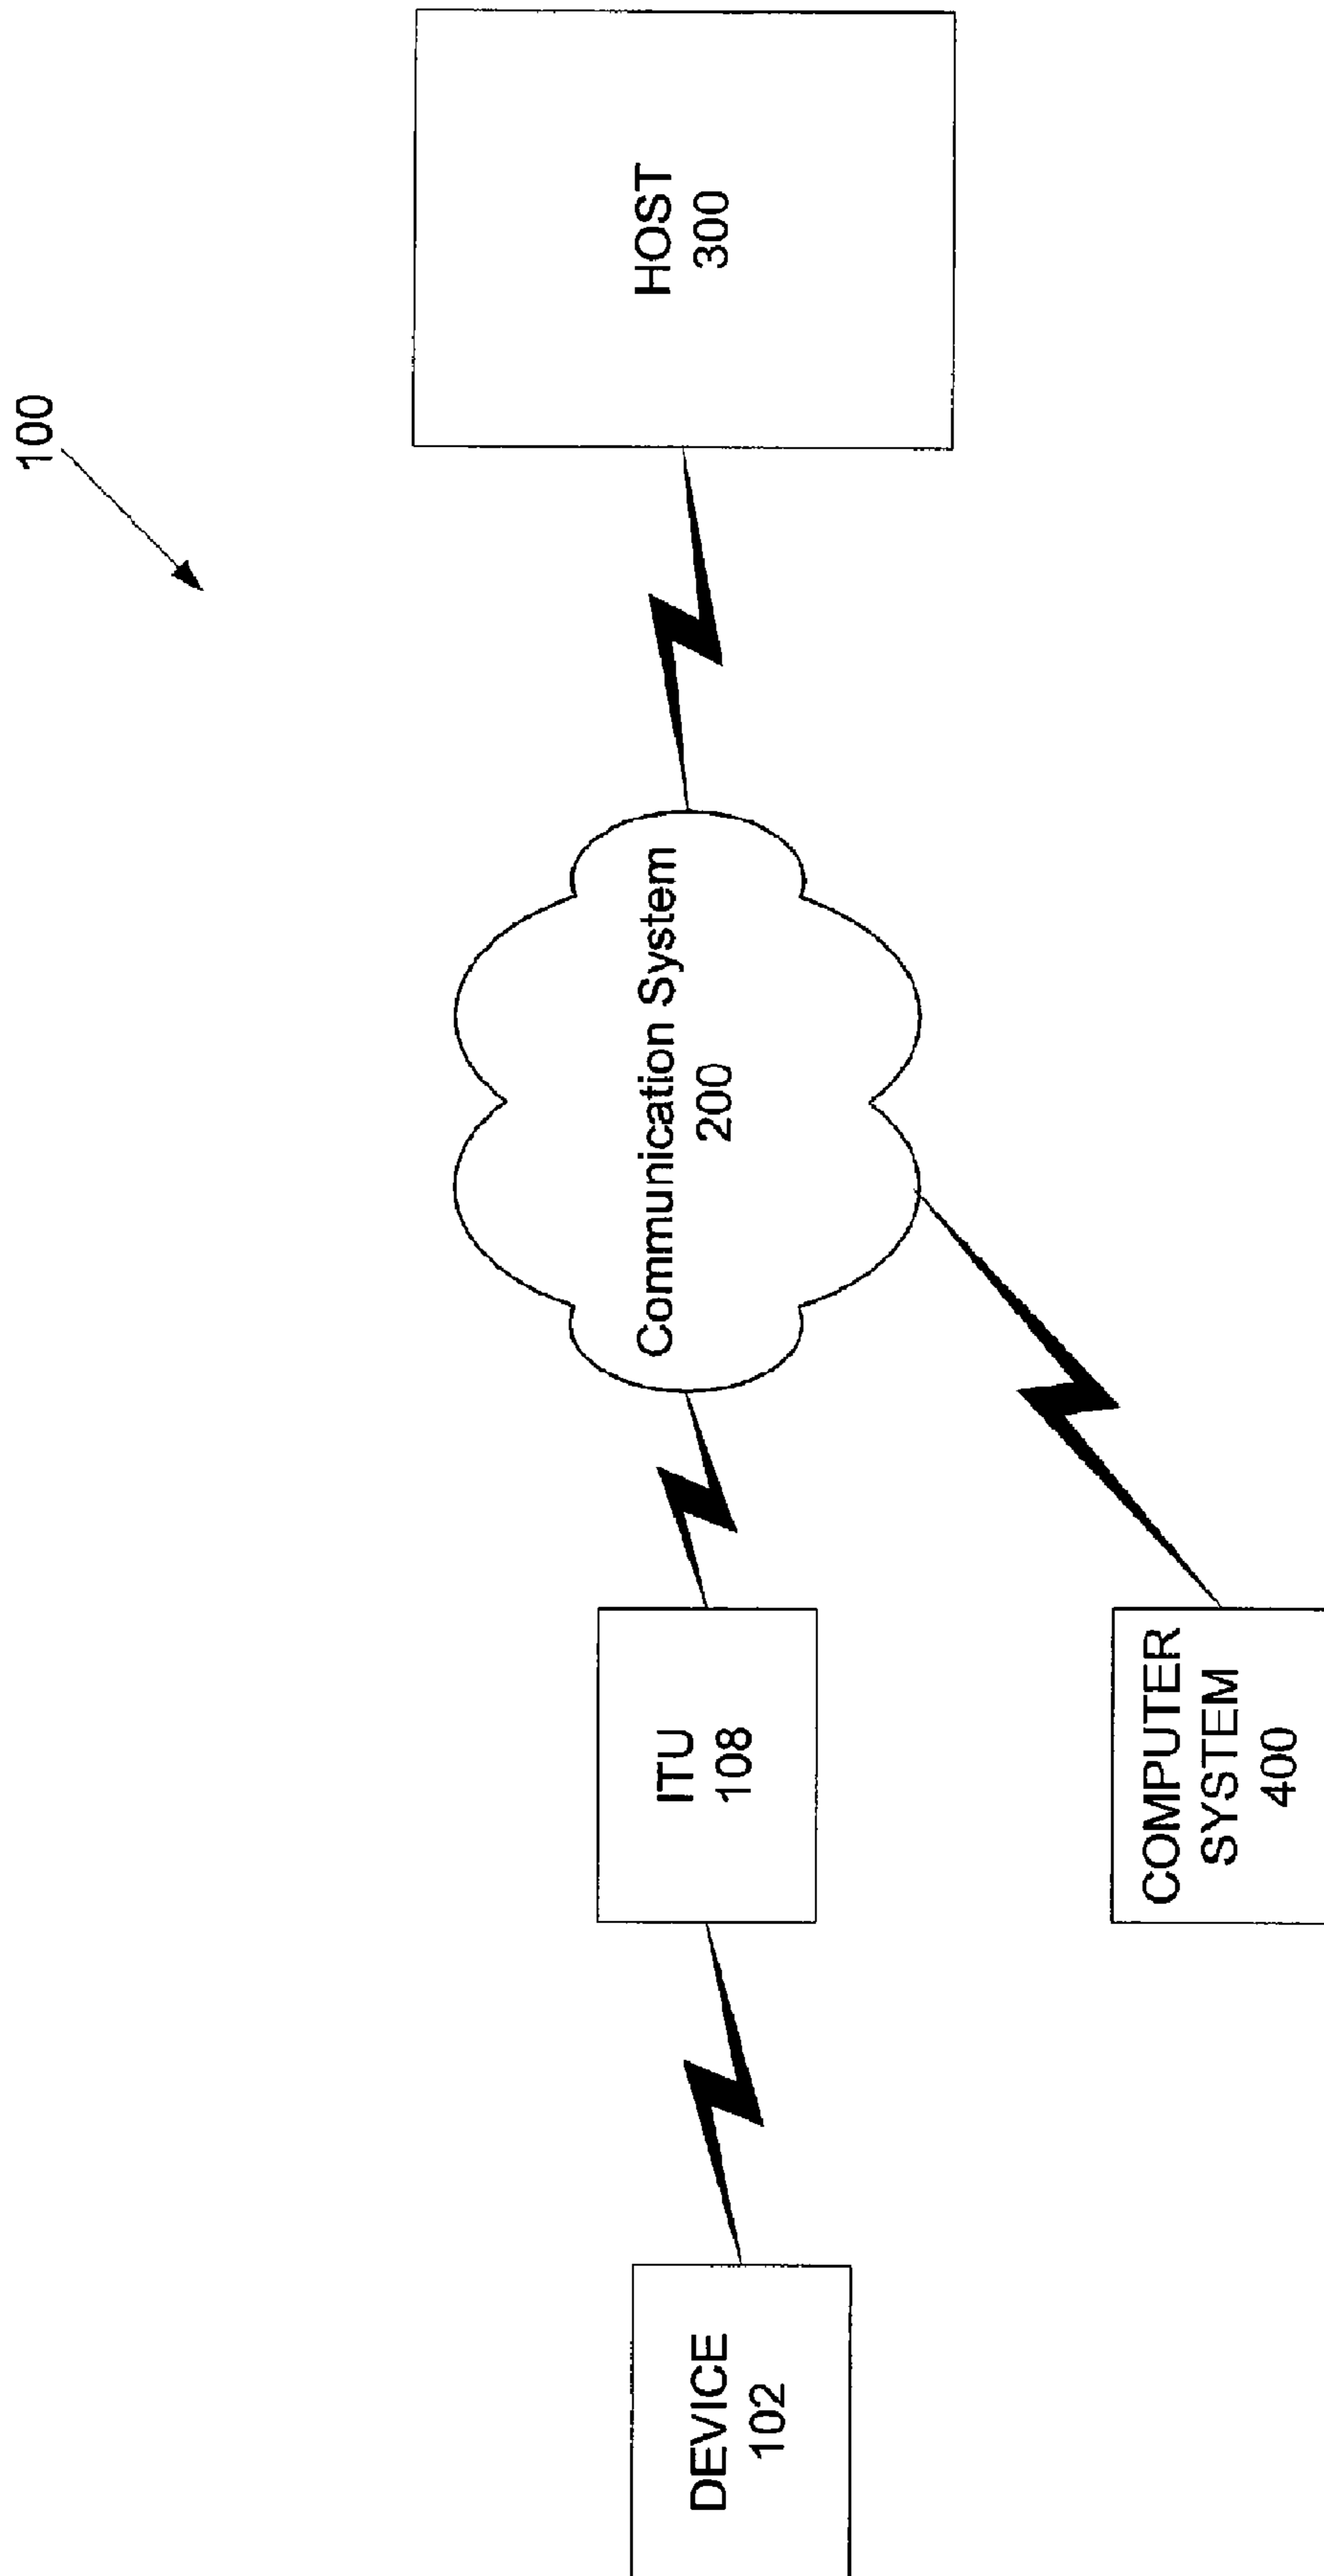 100
HOST
300
Communication System
200
ITU
108
COMPUTER
SYSTEM
400
DEVICE
102